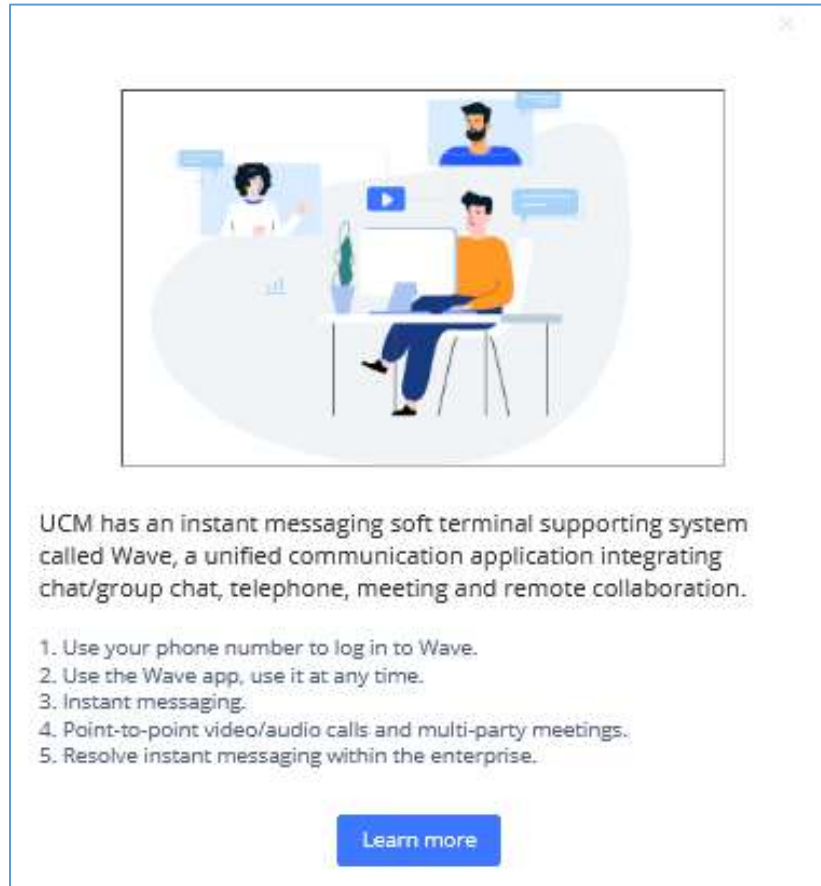 UCM has an instant messaging soft terminal supporting system
called Wave, a unified communication application integrating
chat/group chat, telephone, meeting and remote collaboration.
1. Use your phone number to log in to Wave.
2. Use the Wave app, use it at any time.
3. Instant messaging.
4. Point-to-point video/audio calls and multi-party meetings.
5. Resolve instant messaging within the enterprise.
Learn more